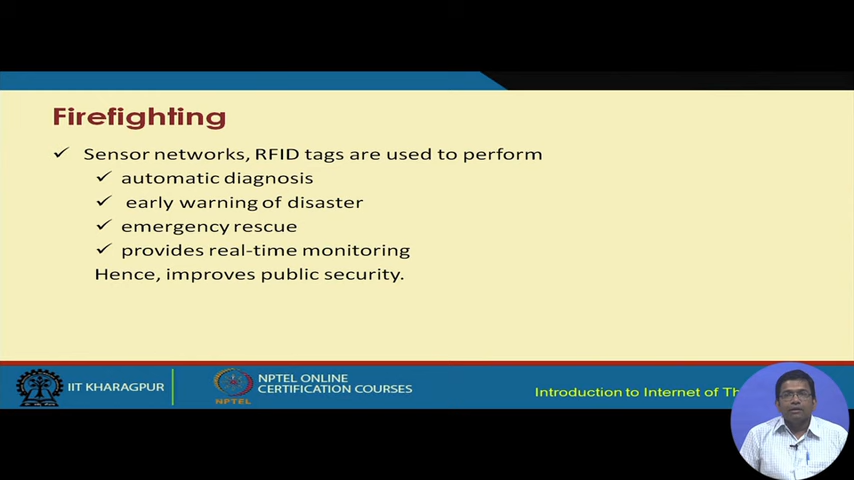 Firefighting
Sensor networks, RFID tags are used to perform
automatic diagnosis
early warning of disaster
emergency rescue
provides real-time monitoring
Hence, improves public security.
IIT KHARAGPUR
NPTEL
NPTEL ONLINE
CERTIFICATION COURSES
Introduction to Internet of Th